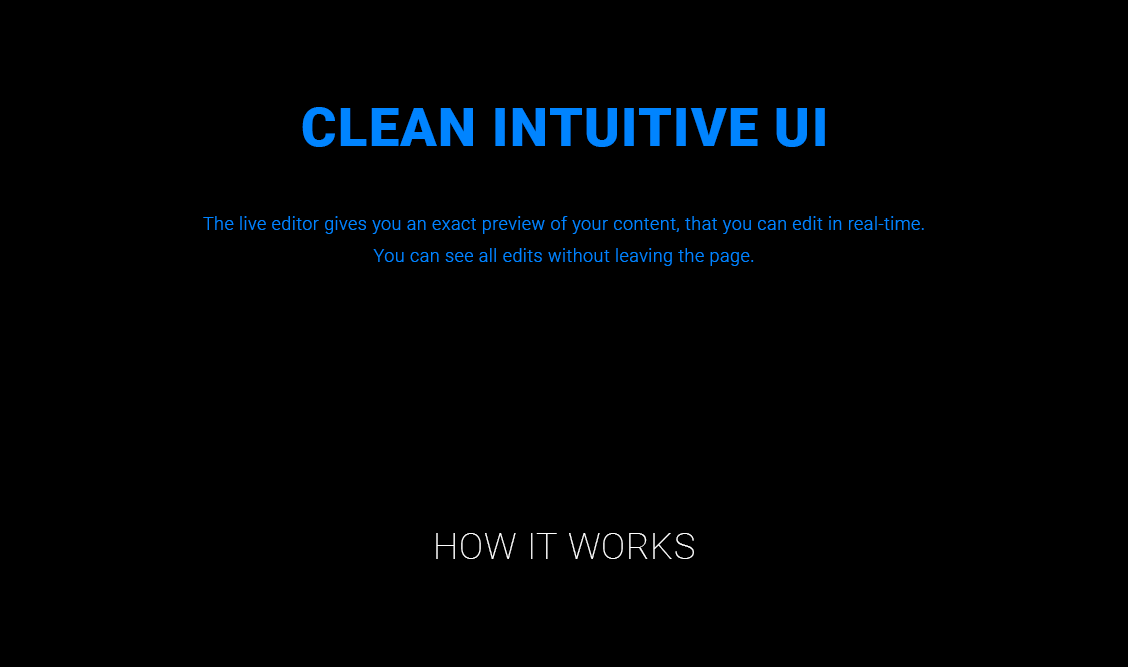 CLEAN INTUITIVE UI
The live editor gives you an exact preview of your content, that you can edit in real-time.
You can see all edits without leaving the page.
HOW IT WORKS